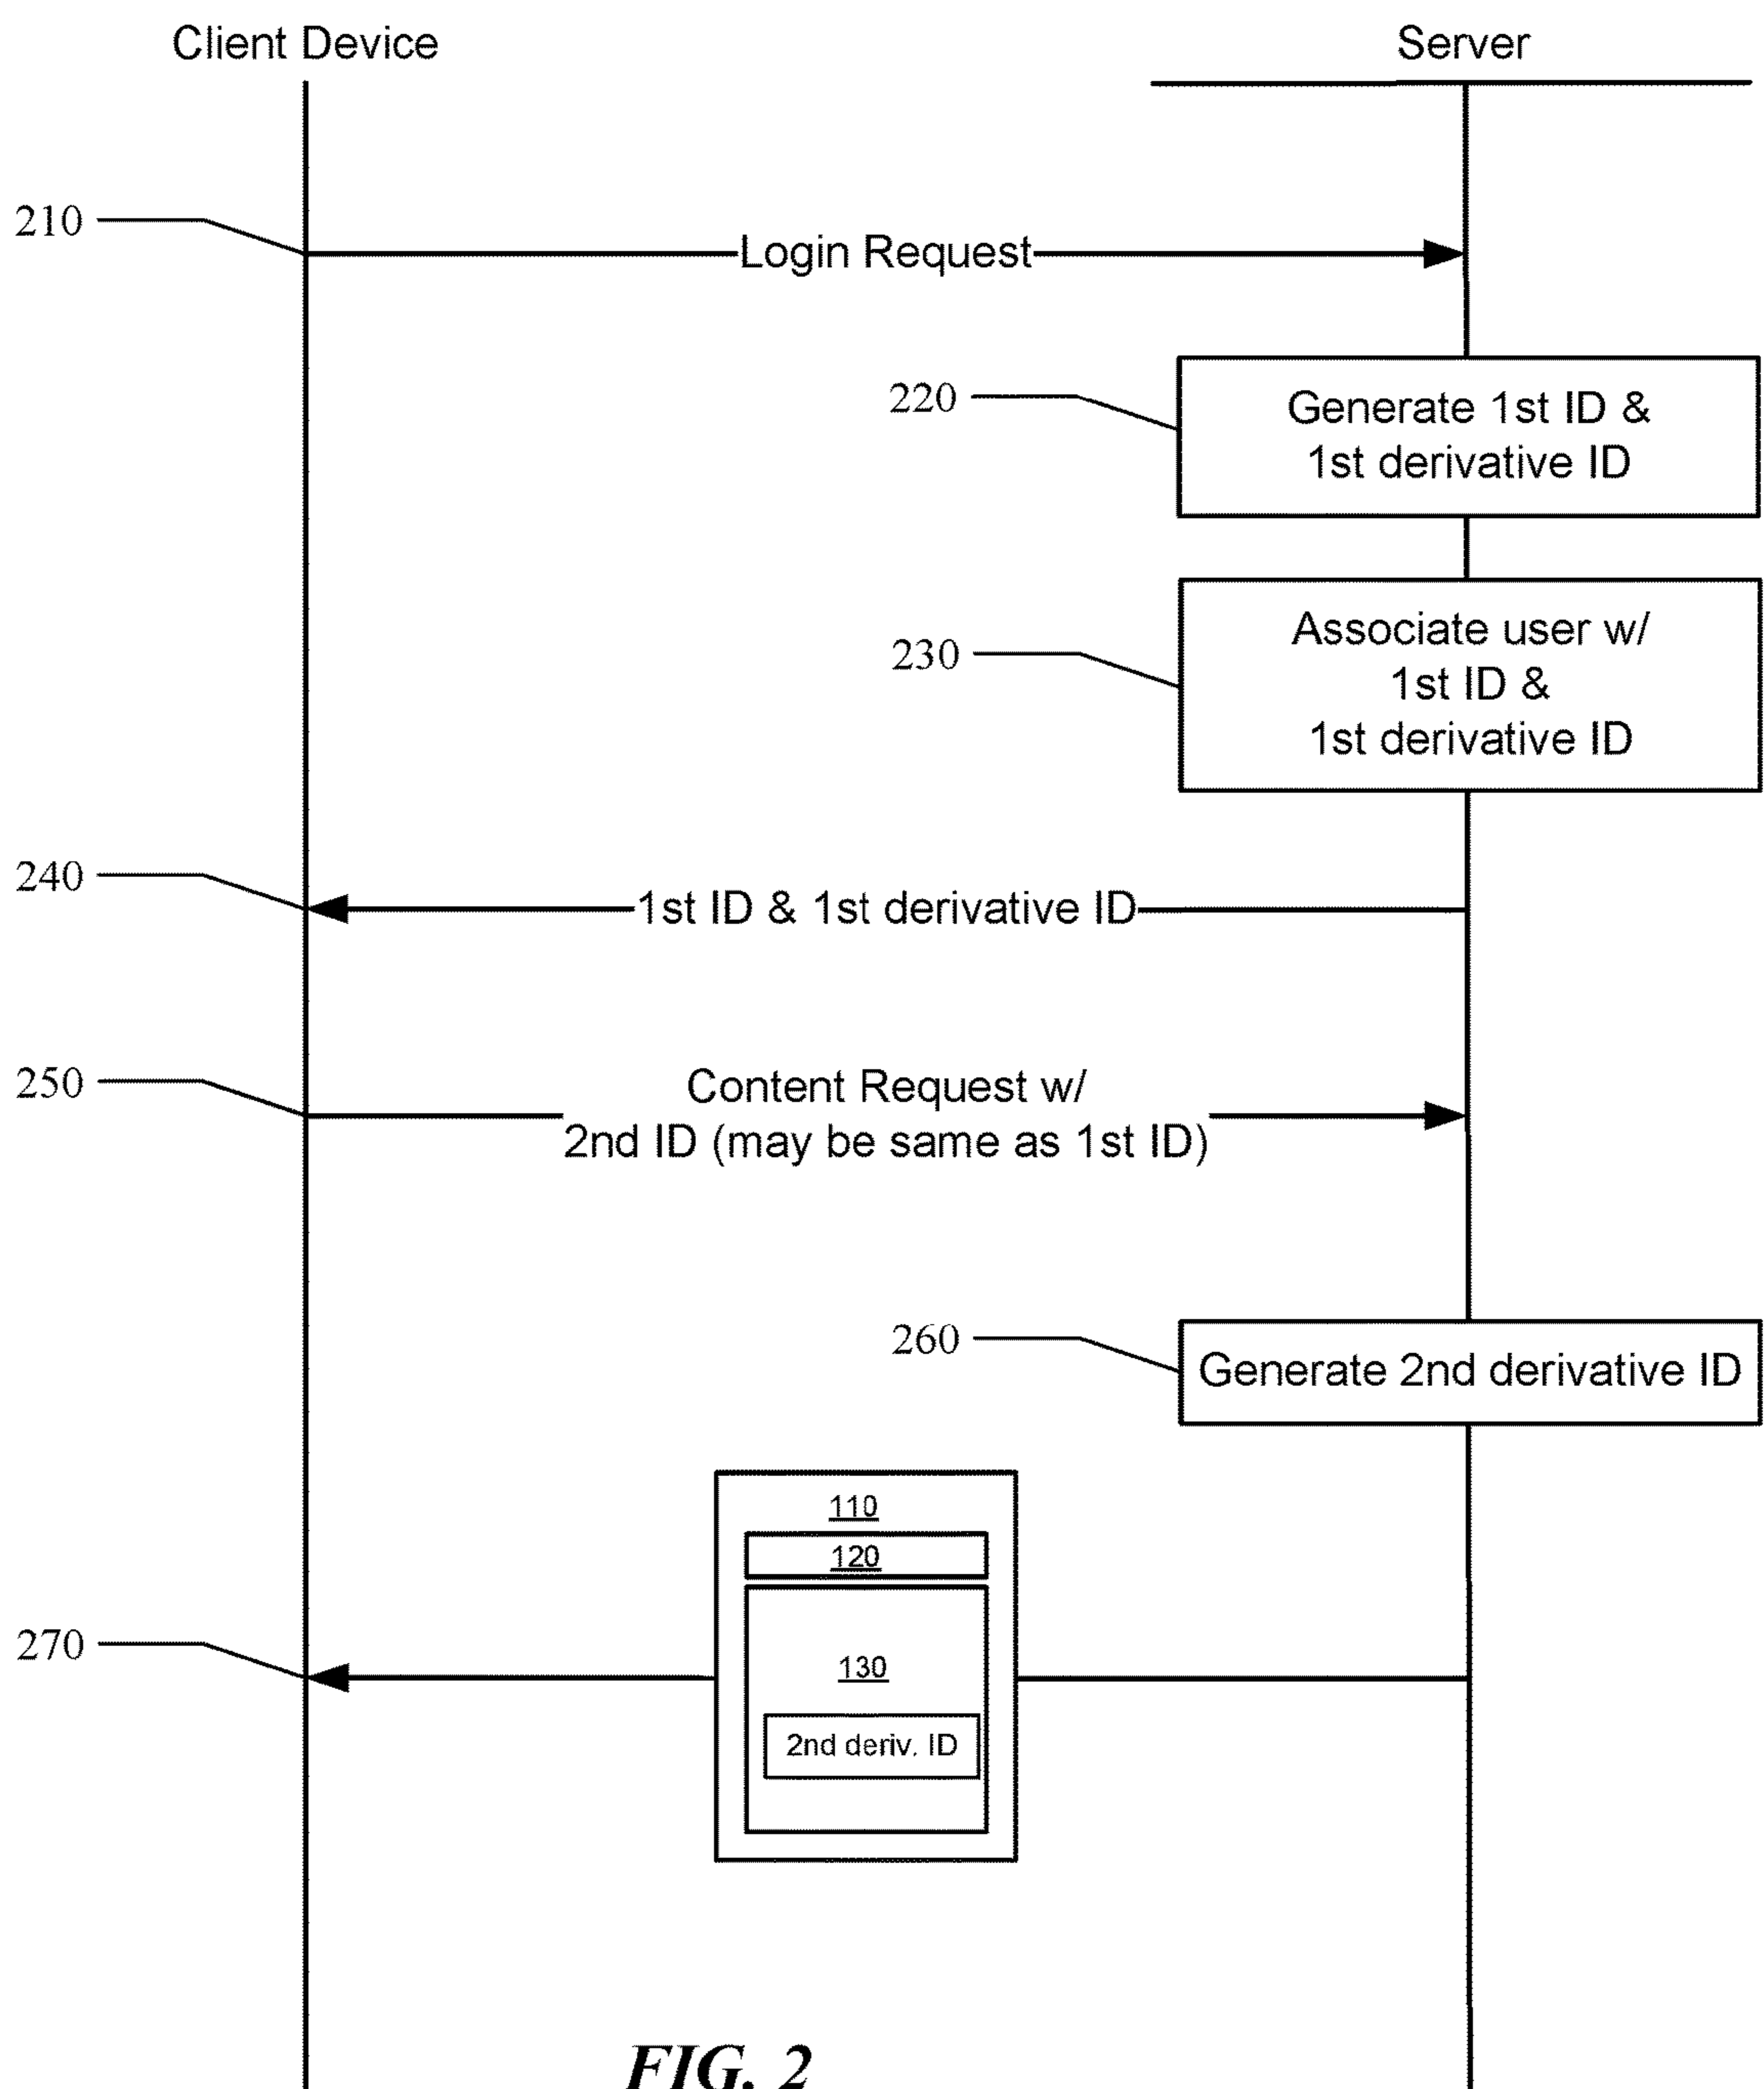 Client Device
Server
210
Login Request
220
Generate 1st ID &
1st derivative ID
230
Associate user w/
1st ID &
1st derivative ID
240
1st ID & 1st derivative ID
250
Content Request w/
2nd ID (may be same as 1st ID)
260
Generate 2nd derivative ID
110
120
270
130
2nd deriv. ID
FIG. 2